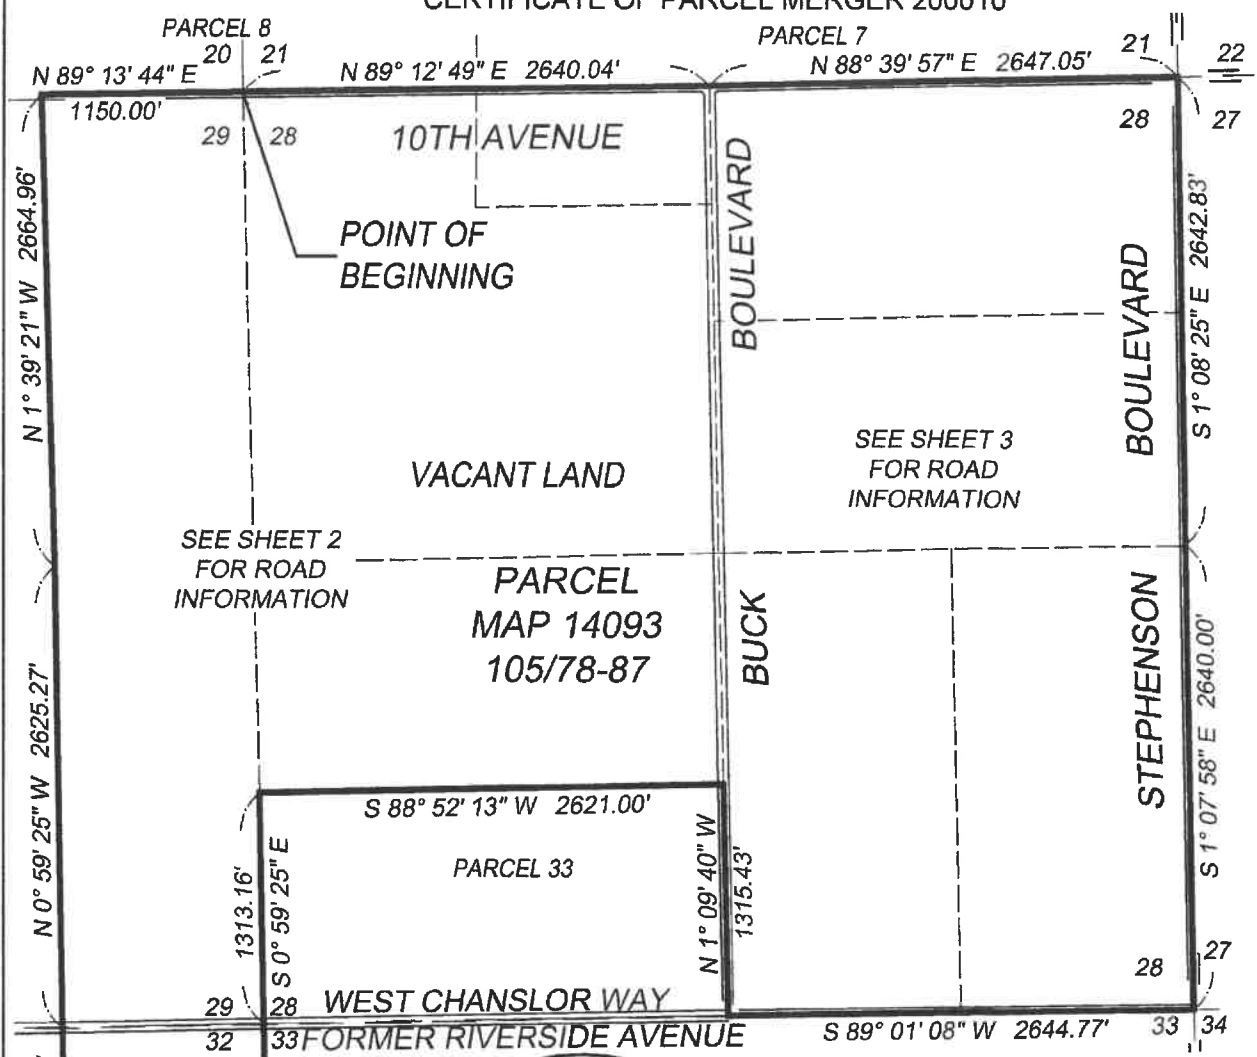 CERTIFICATE OF PARCEL MERGER 200010
PARCEL 8
PARCEL 7
20 21
21 22
N 89° 13' 44" E
N 89° 12' 49" E 2640.04'
N 88° 39' 57" E 2647.05'
1150.00'
29 28
28 27
10TH AVENUE
POINT OF
BEGINNING
BOULEVARD
BOULEVARD
N 1° 39' 21" W 2664.96'
S 1° 08' 25" E 2642.83'
VACANT LAND
SEE SHEET 3
FOR ROAD
INFORMATION
SEE SHEET 2
FOR ROAD
INFORMATION
PARCEL
MAP 14093
105/78-87
BUCK
STEPHENSON
N 0° 59' 25" W 2625.27'
S 1° 07' 58" E 2640.00'
S 88° 52' 13" W 2621.00'
PARCEL 33
1313.16'
S 0° 59' 25" E
N 1° 09' 40" W
1315.43'
28 27
29 28
WEST CHANSLOR WAY
32 33
FORMER RIVERSIDE AVENUE
S 89° 01' 08" W 2644.77'
33 34